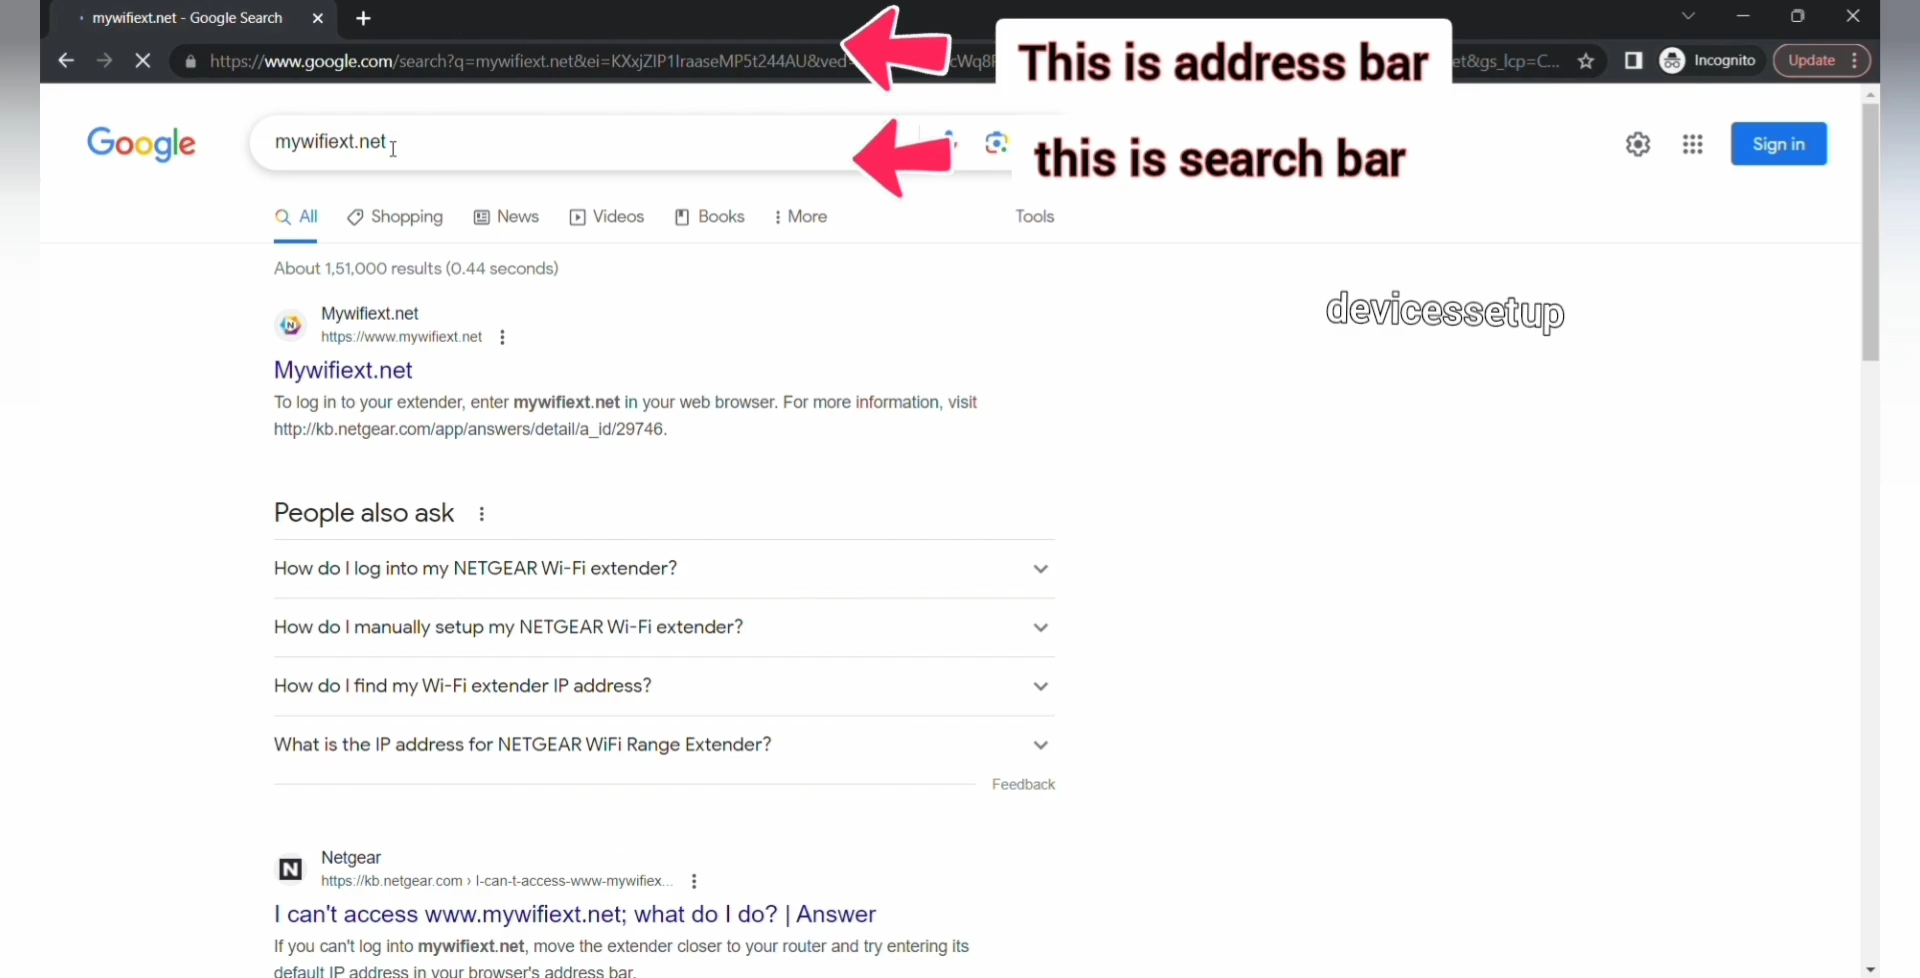 mywifiext.net - Google Search
https://www.google.com/search?q=mywifiext.net&ei=KXxjZIP1IraaseMP5t244AU&ved
et&gs_lcp=C...
Incognito
Update
This is address bar
Google
mywifiext.net
this is search bar
Sign in
All
Shopping
News
Videos
Books
More
Tools
About 1,51,000 results (0.44 seconds)
devicessetup
Mywifiext.net
https://www.mywifiext.net
Mywifiext.net
To log in to your extender, enter mywifiext.net in your web browser. For more information, visit
http://kb.netgear.com/app/answers/detail/a_id/29746.
People also ask
How do I log into my NETGEAR Wi-Fi extender?
How do I manually setup my NETGEAR Wi-Fi extender?
How do I find my Wi-Fi extender IP address?
What is the IP address for NETGEAR WiFi Range Extender?
Feedback
N
Netgear
https://kb.netgear.com › I-can-t-access-www-mywifiex...
I can't access www.mywifiext.net; what do I do? | Answer
If you can't log into mywifiext.net, move the extender closer to your router and try entering its
default IP address in your browser's address bar.